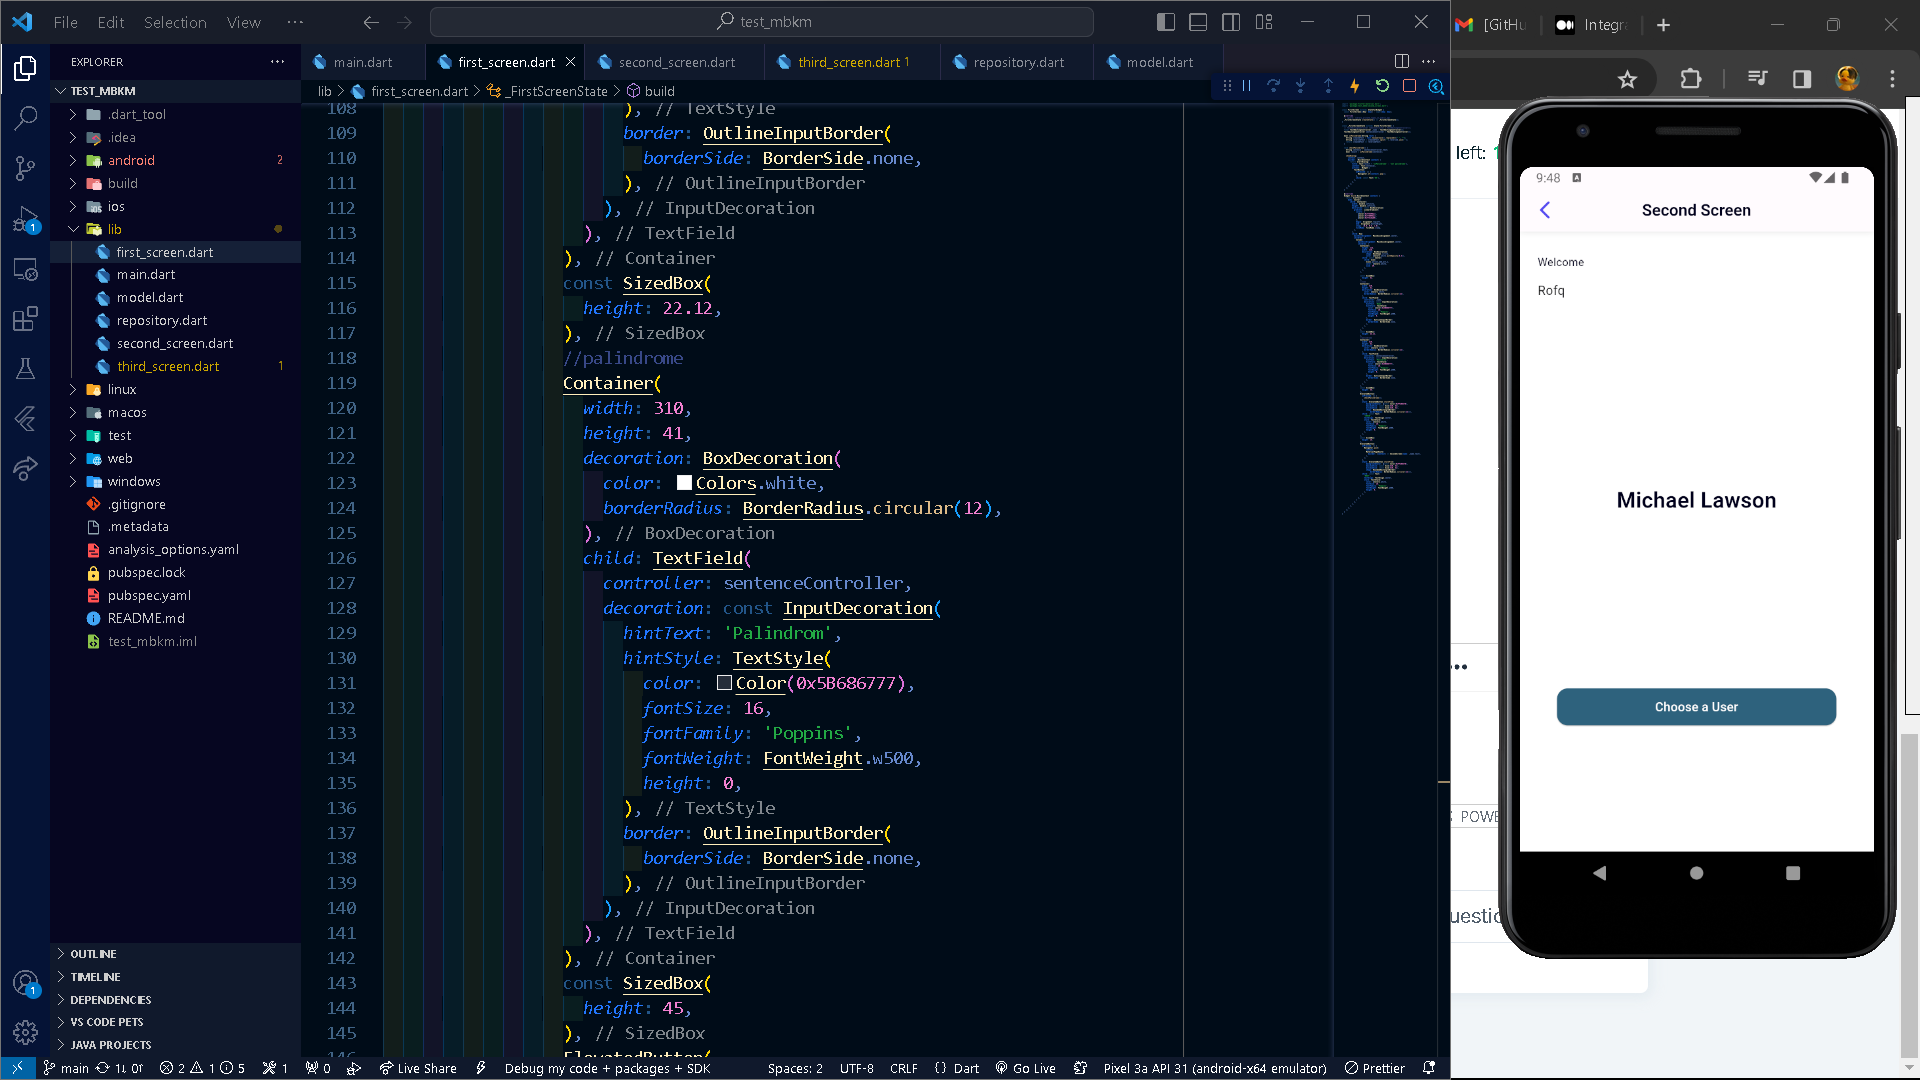 File Edit Selection View ···
test_mbkm
EXPLORER
TEST_MBKM
.dart_tool
.idea
android 2
build
ios
lib
first_screen.dart
main.dart
model.dart
repository.dart
second_screen.dart
third_screen.dart 1
linux
macos
test
web
windows
.gitignore
.metadata
analysis_options.yaml
pubspec.lock
pubspec.yaml
README.md
test_mbkm.iml
OUTLINE
TIMELINE
DEPENDENCIES
VS CODE PETS
JAVA PROJECTS
1
1
main.dart first_screen.dart second_screen.dart third_screen.dart 1 repository.dart model.dart
lib > first_screen.dart > _FirstScreenState > build
108 ), // TextStyle
109 border: OutlineInputBorder(
110 borderSide: BorderSide.none,
111 ), // OutlineInputBorder
112 ), // InputDecoration
113 ), // TextField
114 ), // Container
115 const SizedBox(
116 height: 22.12,
117 ), // SizedBox
118 //palindrome
119 Container(
120 width: 310,
121 height: 41,
122 decoration: BoxDecoration(
123 color: Colors.white,
124 borderRadius: BorderRadius.circular(12),
125 ), // BoxDecoration
126 child: TextField(
127 controller: sentenceController,
128 decoration: const InputDecoration(
129 hintText: 'Palindrom',
130 hintStyle: TextStyle(
131 color: Color(0x5B686777),
132 fontSize: 16,
133 fontFamily: 'Poppins',
134 fontWeight: FontWeight.w500,
135 height: 0,
136 ), // TextStyle
137 border: OutlineInputBorder(
138 borderSide: BorderSide.none,
139 ), // OutlineInputBorder
140 ), // InputDecoration
141 ), // TextField
142 ), // Container
143 const SizedBox(
144 height: 45,
145 ), // SizedBox
146 ElevatedButton(
main 1↓ 0↑ 2 1 5 1 0 Live Share Debug my code + packages + SDK Spaces: 2 UTF-8 CRLF {} Dart Go Live Pixel 3a API 31 (android-x64 emulator) Prettier
[GitHu Integra
left:
POWE
uestio
9:48
Second Screen
Welcome
Rofq
Michael Lawson
Choose a User